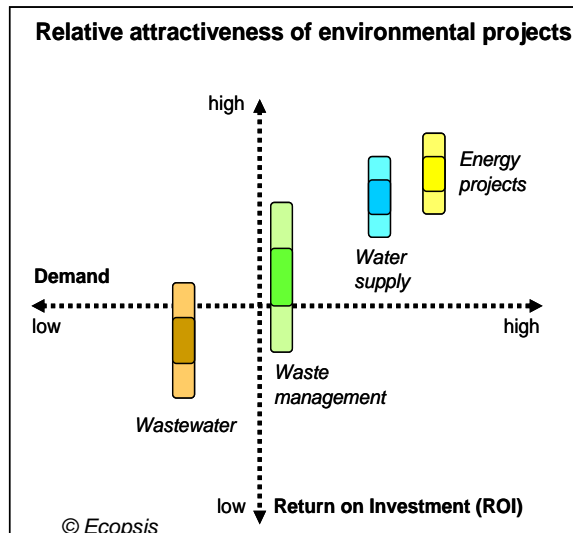 Relative attractiveness of environmental projects
high
Energy
projects
Water
supply
Demand
low
high
Waste
management
Wastewater
low
Return on Investment (ROI)
© Ecopsis